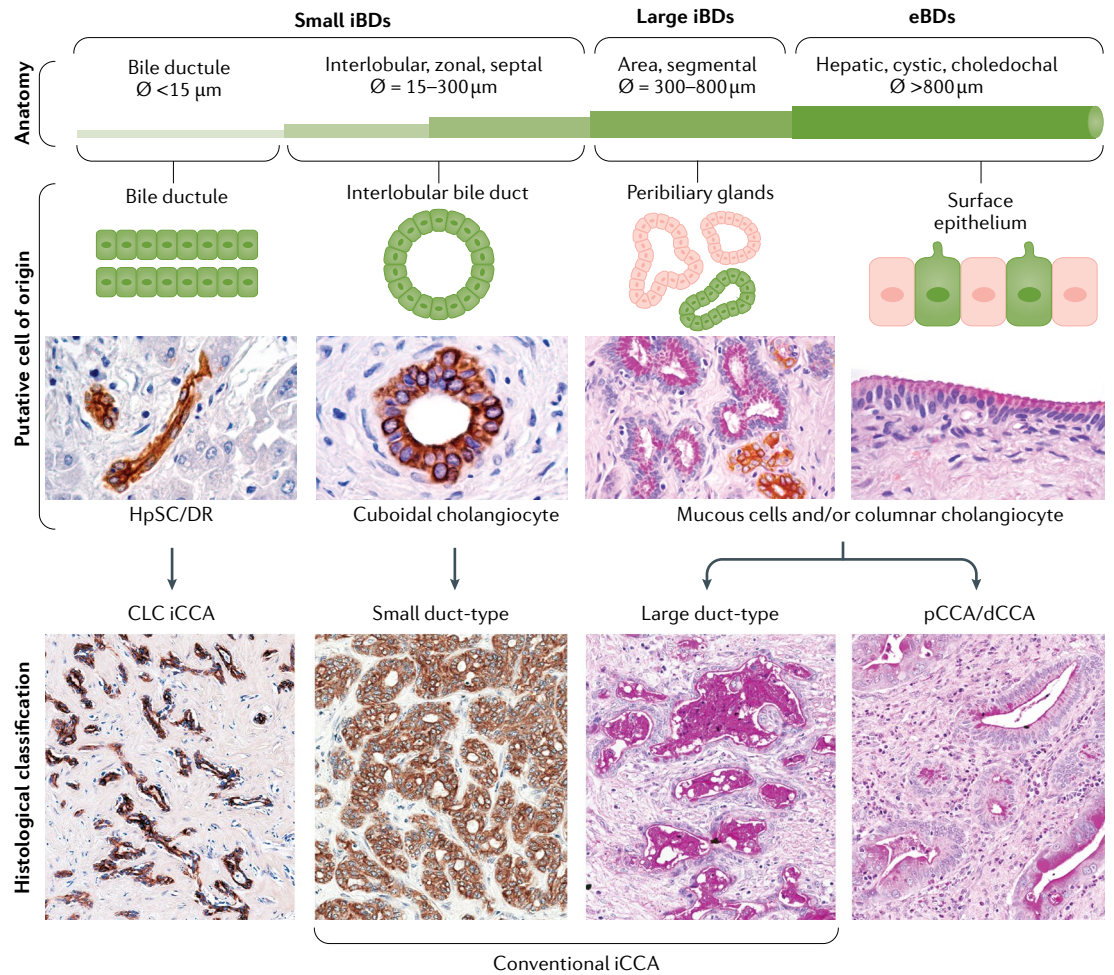 Small iBDs
Large iBDs
eBDs
Anatomy
Bile ductule
Ø <15 μm
Interlobular, zonal, septal
Ø = 15–300 μm
Area, segmental
Ø = 300–800 μm
Hepatic, cystic, choledochal
Ø >800 μm
Putative cell of origin
Bile ductule
Interlobular bile duct
Peribiliary glands
Surface
epithelium
HpSC/DR
Cuboidal cholangiocyte
Mucous cells and/or columnar cholangiocyte
Histological classification
CLC iCCA
Small duct-type
Large duct-type
pCCA/dCCA
Conventional iCCA